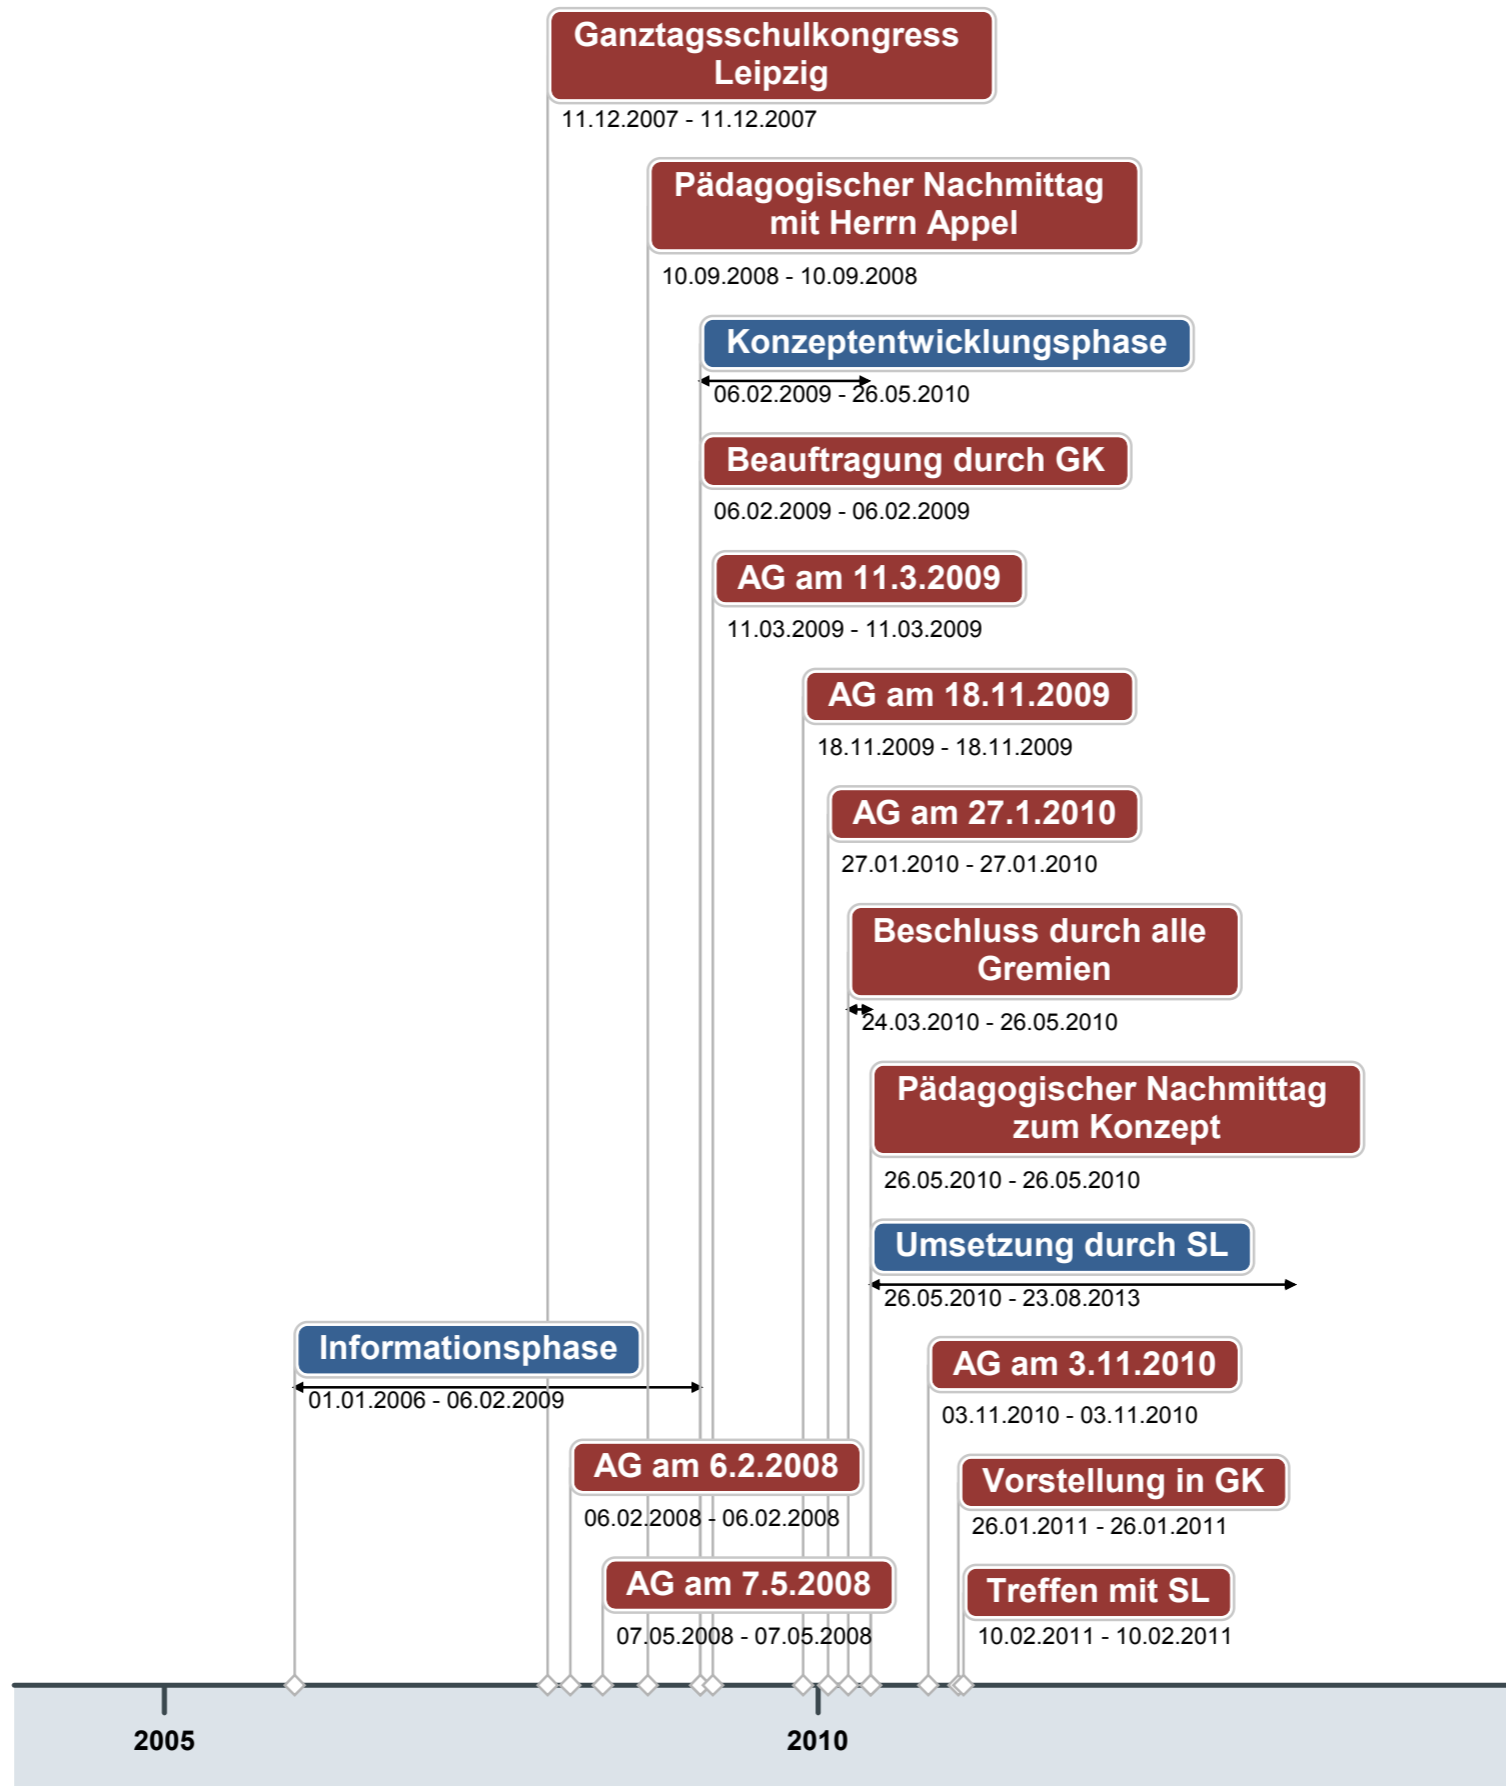 Ganztagsschulkongress
Leipzig
11.12.2007 - 11.12.2007
Pädagogischer Nachmittag
mit Herrn Appel
10.09.2008 - 10.09.2008
Konzeptentwicklungsphase
06.02.2009 - 26.05.2010
Beauftragung durch GK
06.02.2009 - 06.02.2009
AG am 11.3.2009
11.03.2009 - 11.03.2009
AG am 18.11.2009
18.11.2009 - 18.11.2009
AG am 27.1.2010
27.01.2010 - 27.01.2010
Beschluss durch alle
Gremien
24.03.2010 - 26.05.2010
Pädagogischer Nachmittag
zum Konzept
26.05.2010 - 26.05.2010
Umsetzung durch SL
26.05.2010 - 23.08.2013
Informationsphase
01.01.2006 - 06.02.2009
AG am 3.11.2010
03.11.2010 - 03.11.2010
AG am 6.2.2008
06.02.2008 - 06.02.2008
Vorstellung in GK
26.01.2011 - 26.01.2011
AG am 7.5.2008
07.05.2008 - 07.05.2008
Treffen mit SL
10.02.2011 - 10.02.2011
2005
2010